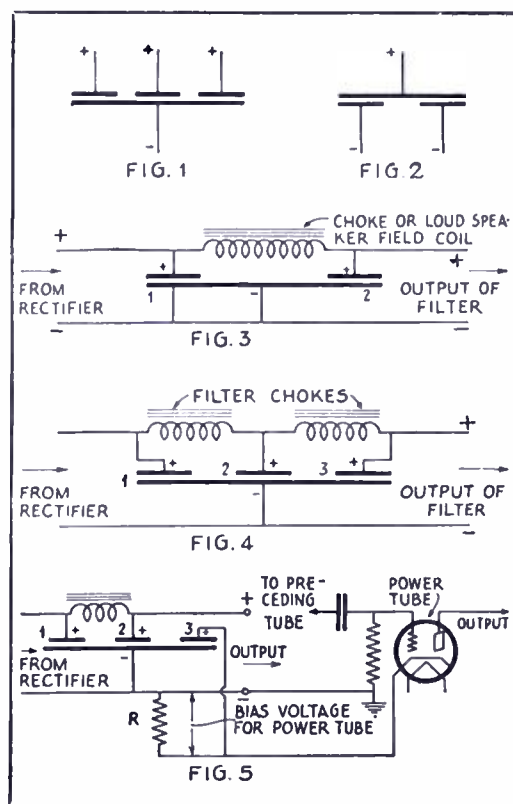 + + +
-
FIG. 1
+
- -
FIG. 2
CHOKE OR LOUD SPEA-
KER FIELD COIL
+ + + +
FROM
RECTIFIER
1 - 2
OUTPUT OF
FILTER
- -
FIG. 3
FILTER CHOKES
+
1 + 2 + 3 +
FROM
RECTIFIER
-
OUTPUT OF
FILTER
-
FIG. 4
TO PRE-
CEDING
TUBE
POWER
TUBE
OUTPUT
+
1 + 2 + 3 +
FROM
RECTIFIER
-
OUTPUT
-
R
BIAS VOLTAGE
FOR POWER TUBE
FIG. 5